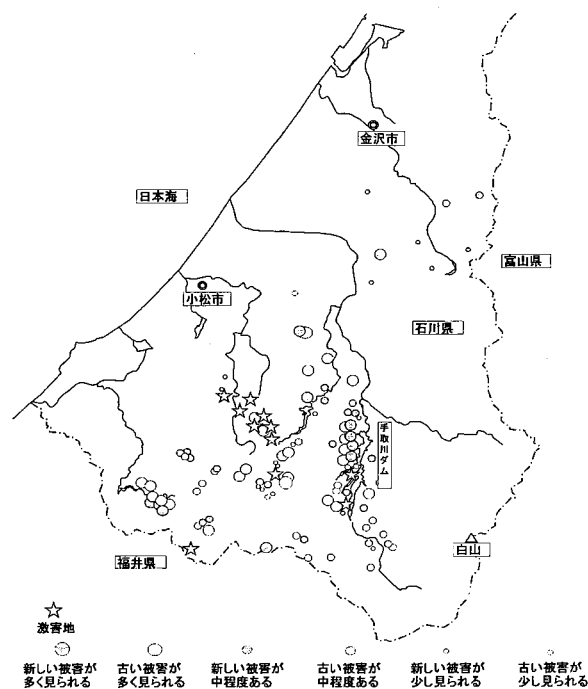 金沢市
日本海
富山県
小松市
石川県
手取川ダム
白山
福井県
激害地
新しい被害が
多く見られる
古い被害が
多く見られる
新しい被害が
中程度ある
古い被害が
中程度ある
新しい被害が
少し見られる
古い被害が
少し見られる